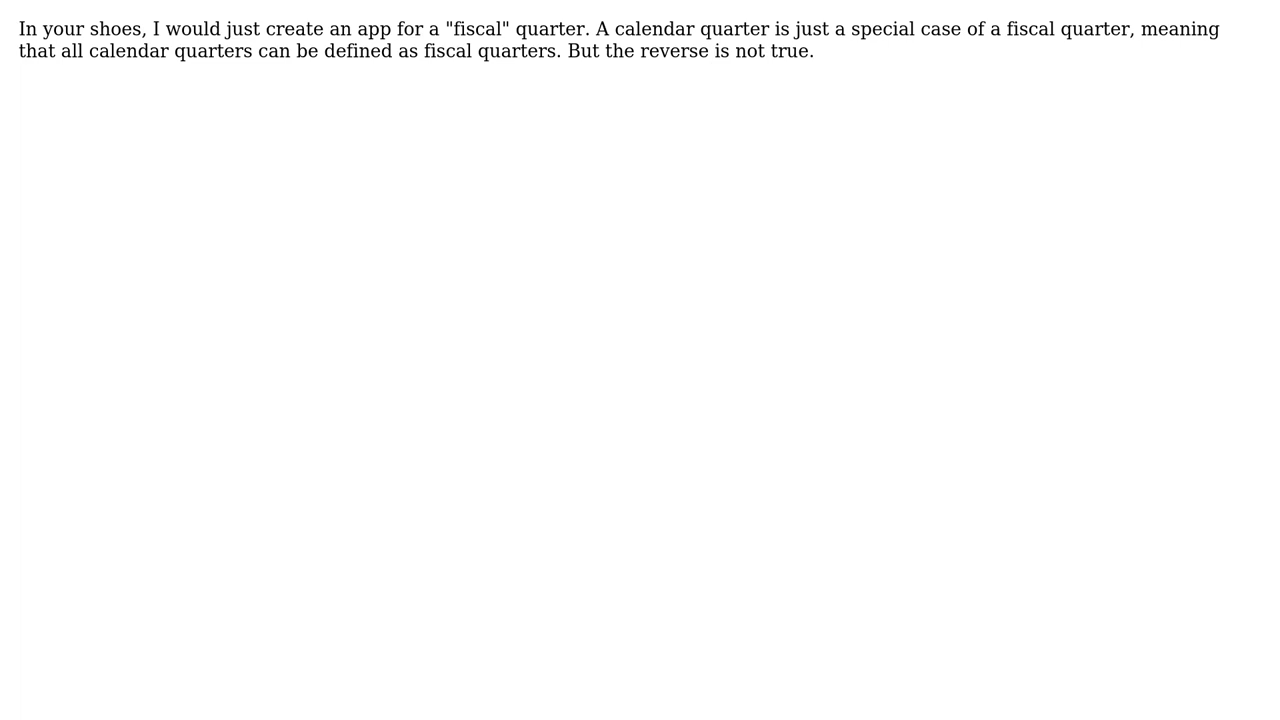 In your shoes, I would just create an app for a "fiscal" quarter. A calendar quarter is just a special case of a fiscal quarter, meaning
that all calendar quarters can be defined as fiscal quarters. But the reverse is not true.